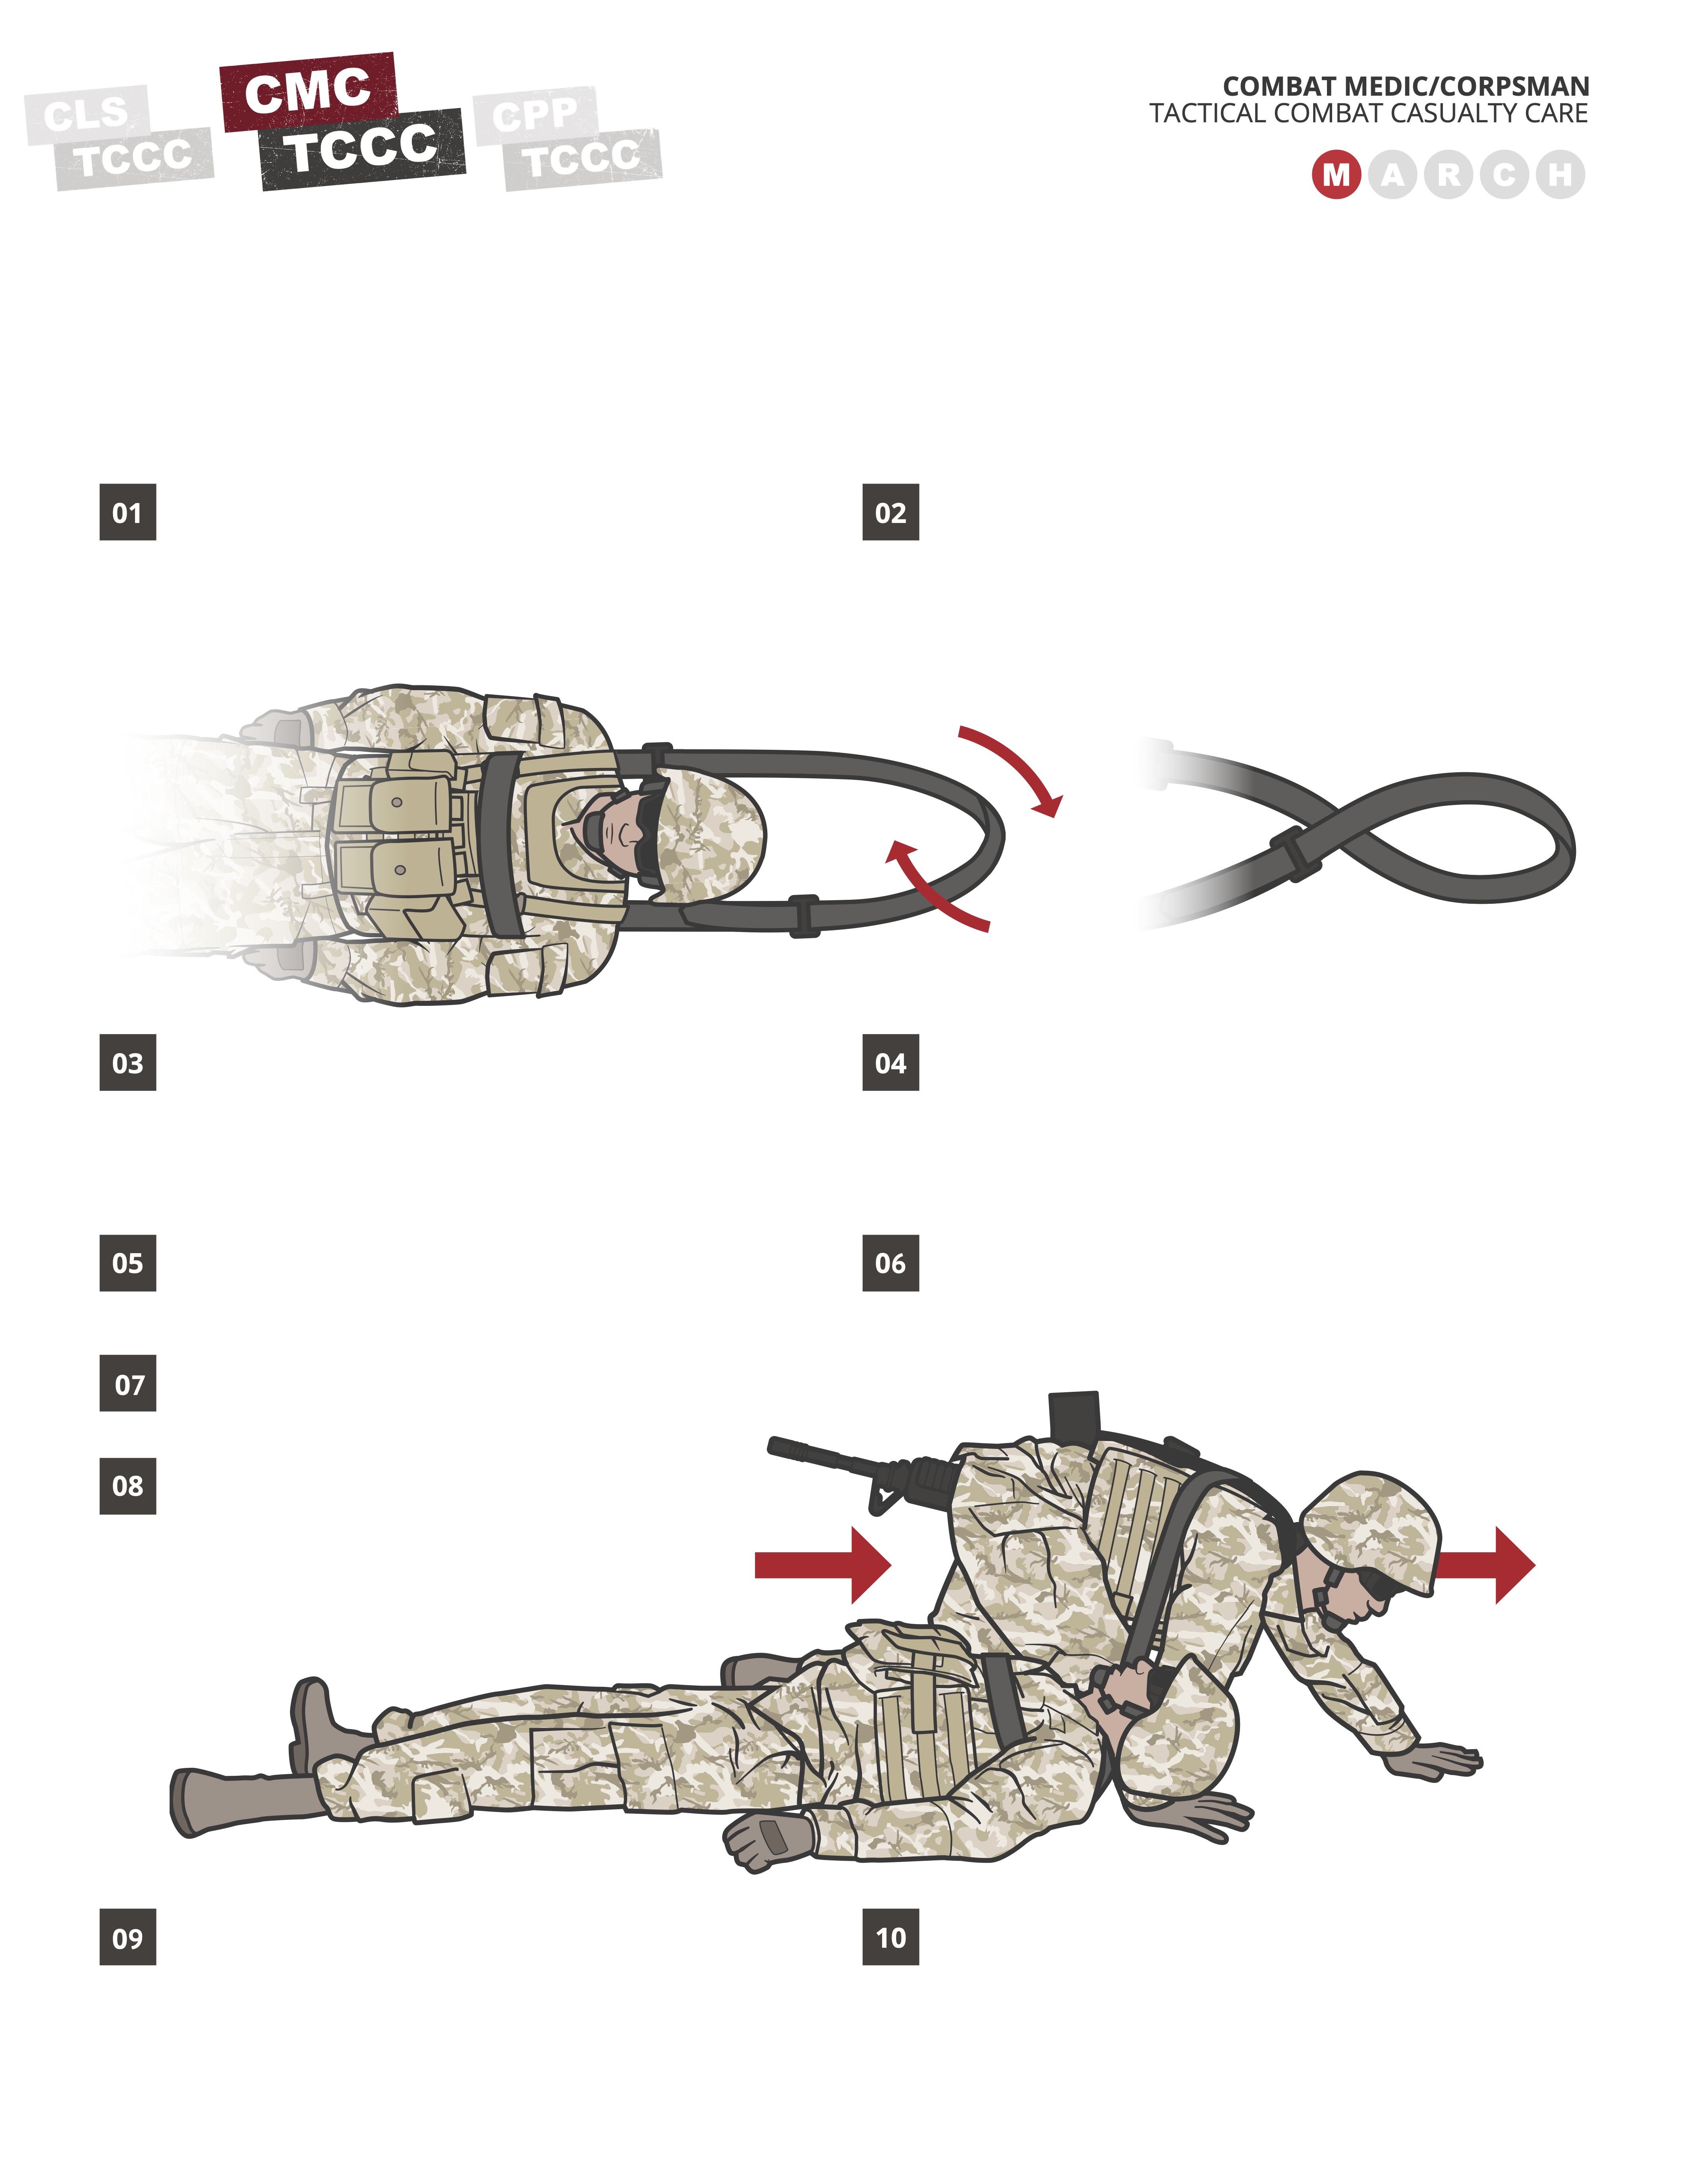 CLS
TCCC
CMC
TCCC
CPP
TCCC
COMBAT MEDIC/CORPSMAN
TACTICAL COMBAT CASUALTY CARE
M A R C H
01
02
03
04
05
06
07
08
09
10